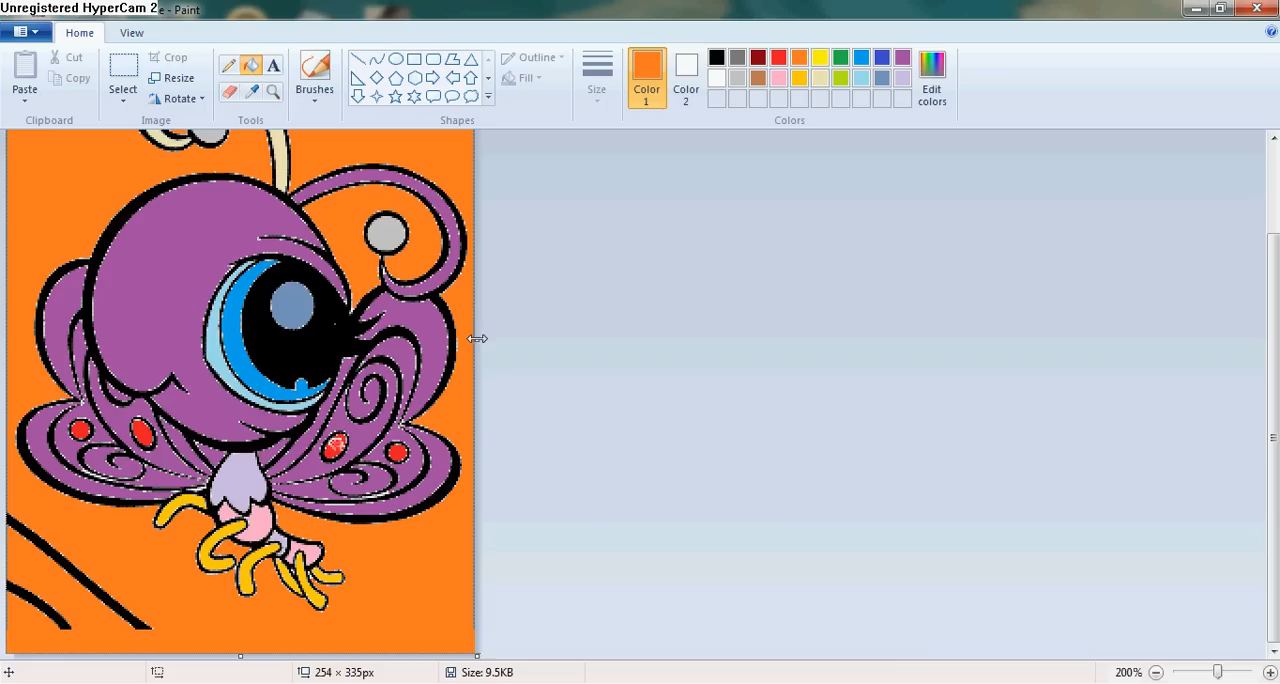 Unregistered HyperCam 2
e - Paint
Home
View
Paste
Cut
Copy
Clipboard
Select
Crop
Resize
Rotate
Image
A
Tools
Brushes
Outline
Fill
Shapes
Size
Color
1
Color
2
Edit
colors
Colors
254 × 335px
Size: 9.5KB
200%